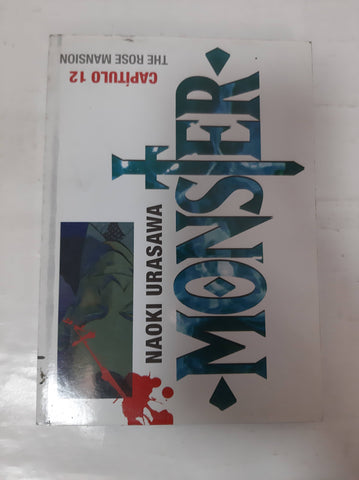 CAPÍTULO 12
THE ROSE MANSION
MONSTER
NAOKI URASAWA